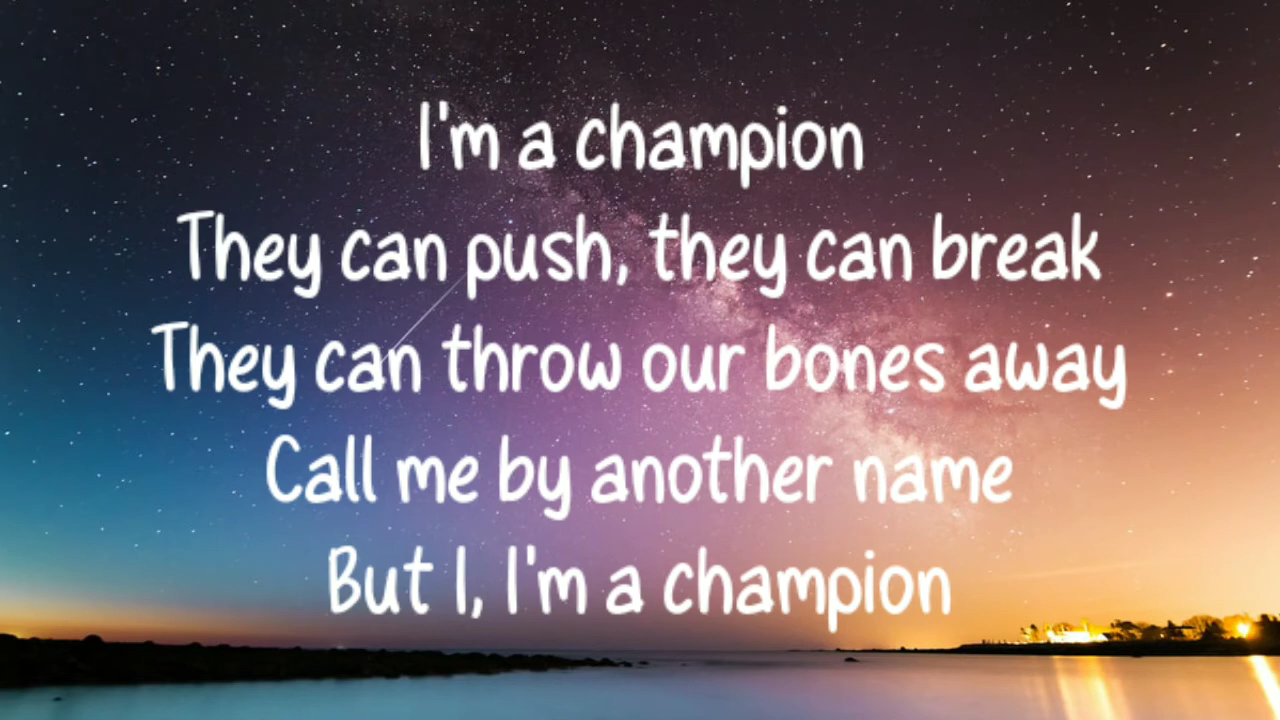 I'm a champion
They can push, they can break
They can throw our bones away
Call me by another name
But I, I'm a champion